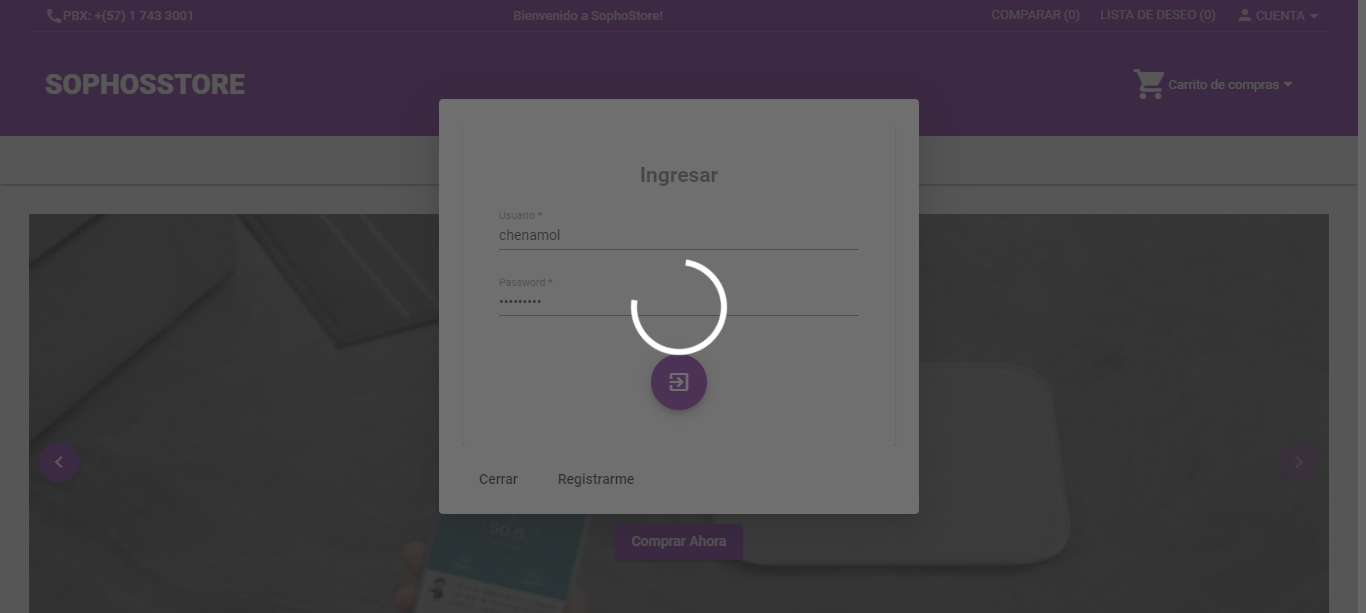 PBX: +(57) 1 743 3001
Bienvenido a SophoStore!
COMPARAR (0)
LISTA DE DESEO (0)
CUENTA
SOPHOSSTORE
Carrito de compras
Ingresar
Usuario *
chenamol
Password *
•••••••••
Cerrar
Registrarme
Comprar Ahora